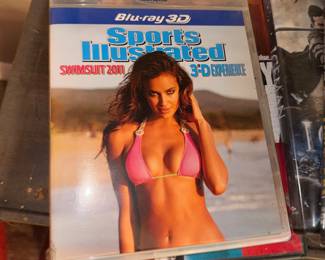 Blu-ray 3D
Sports
Illustrated
SWIMSUIT 2011 3-D EXPERIENCE